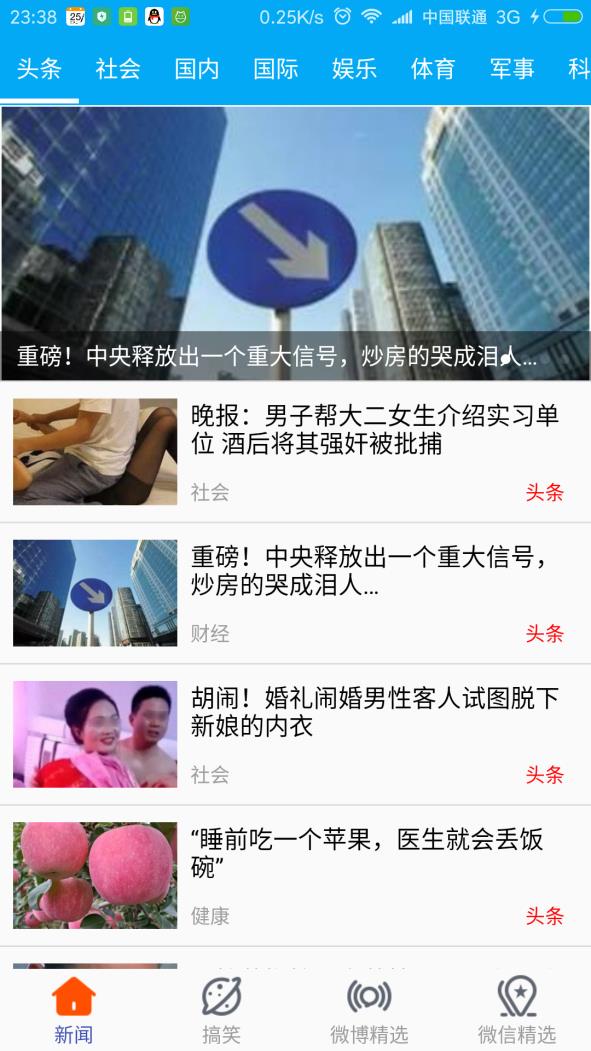 23:38
25
0.25K/s
中国联通 3G
头条 社会 国内 国际 娱乐 体育 军事 科
重磅！中央释放出一个重大信号，炒房的哭成泪人...
晚报：男子帮大二女生介绍实习单
位 酒后将其强奸被批捕
社会 头条
重磅！中央释放出一个重大信号，
炒房的哭成泪人...
财经 头条
胡闹！婚礼闹婚男性客人试图脱下
新娘的内衣
社会 头条
“睡前吃一个苹果，医生就会丢饭
碗”
健康 头条
新闻 搞笑 微博精选 微信精选